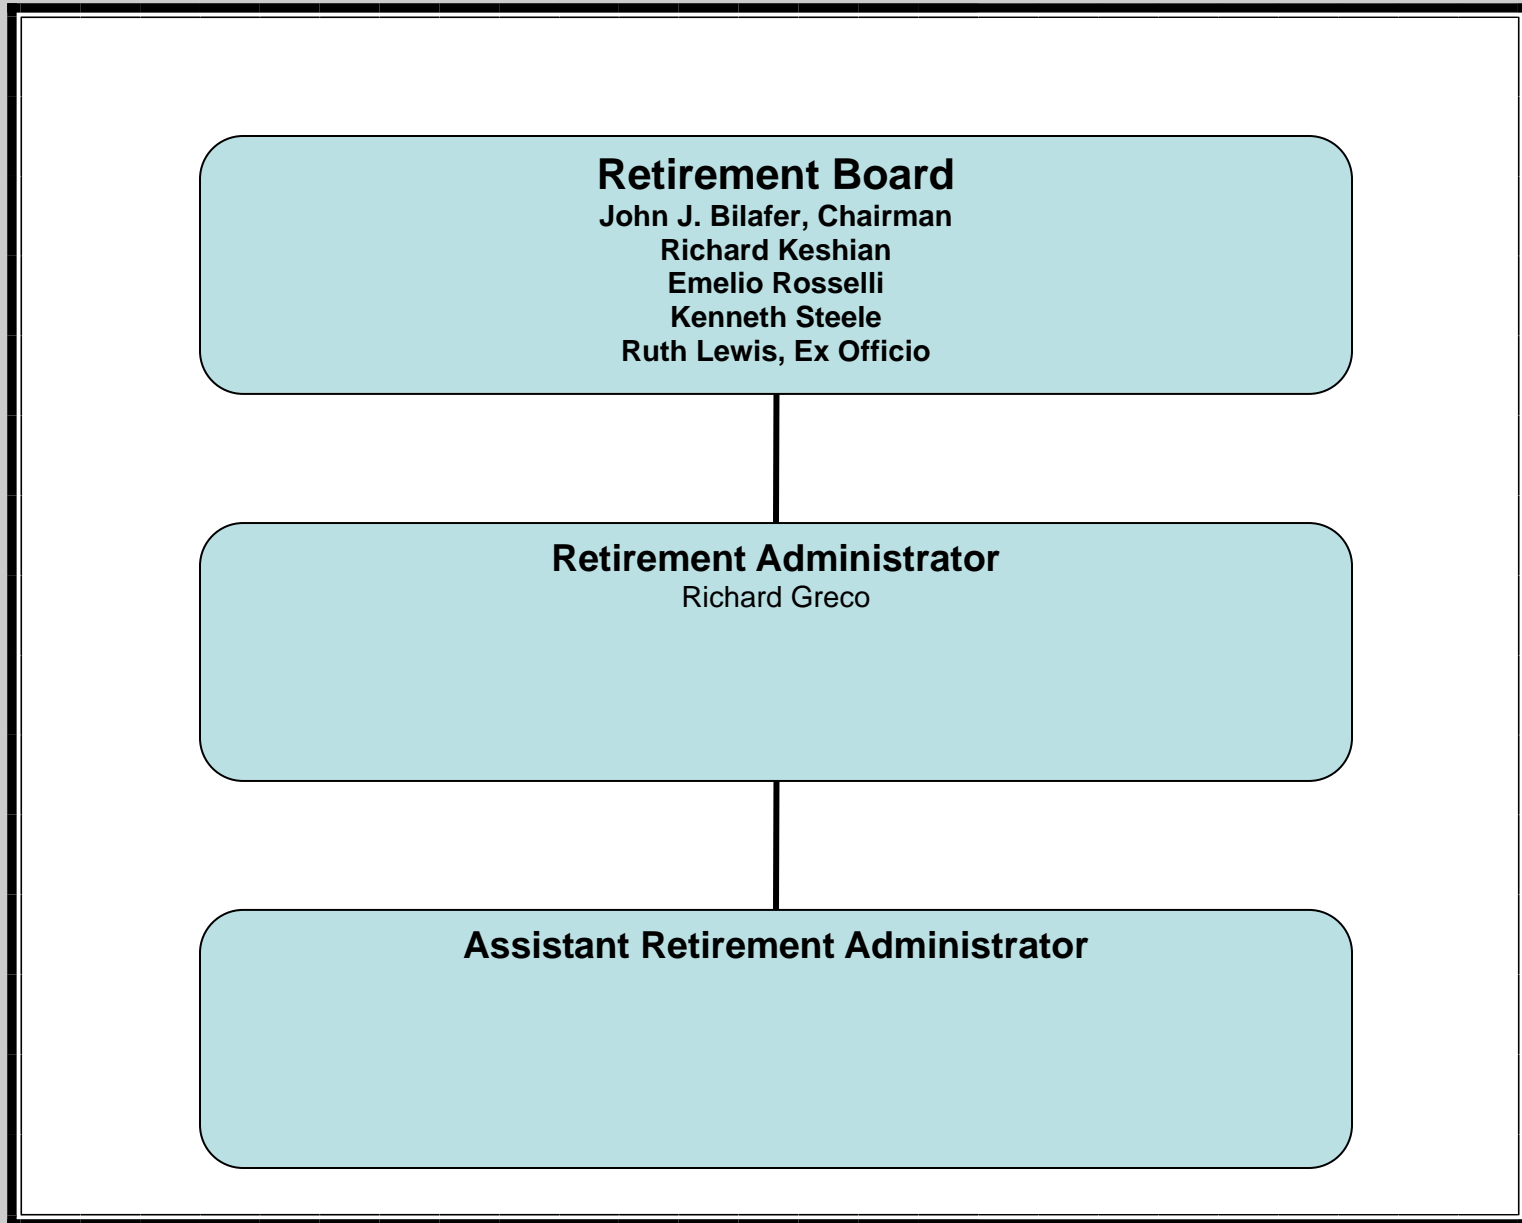 Retirement Board
John J. Bilafer, Chairman
Richard Keshian
Emelio Rosselli
Kenneth Steele
Ruth Lewis, Ex Officio
Retirement Administrator
Richard Greco
Assistant Retirement Administrator